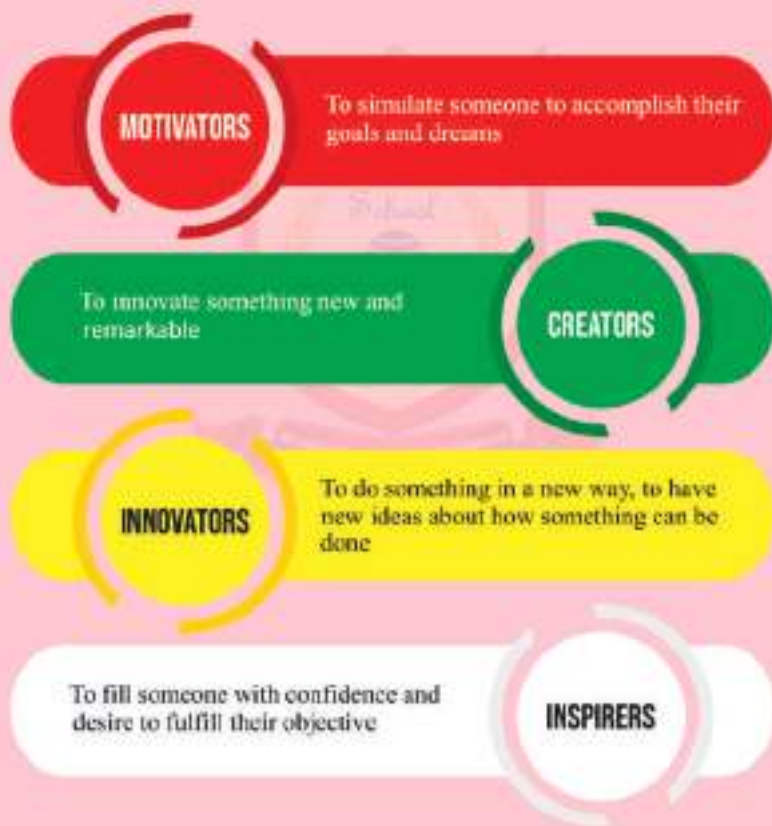 MOTIVATORS
To simulate someone to accomplish their
goals and dreams
School
To innovate something new and
remarkable
CREATORS
INNOVATORS
To do something in a new way, to have
new ideas about how something can be
done
To fill someone with confidence and
desire to fulfill their objective
INSPIRERS